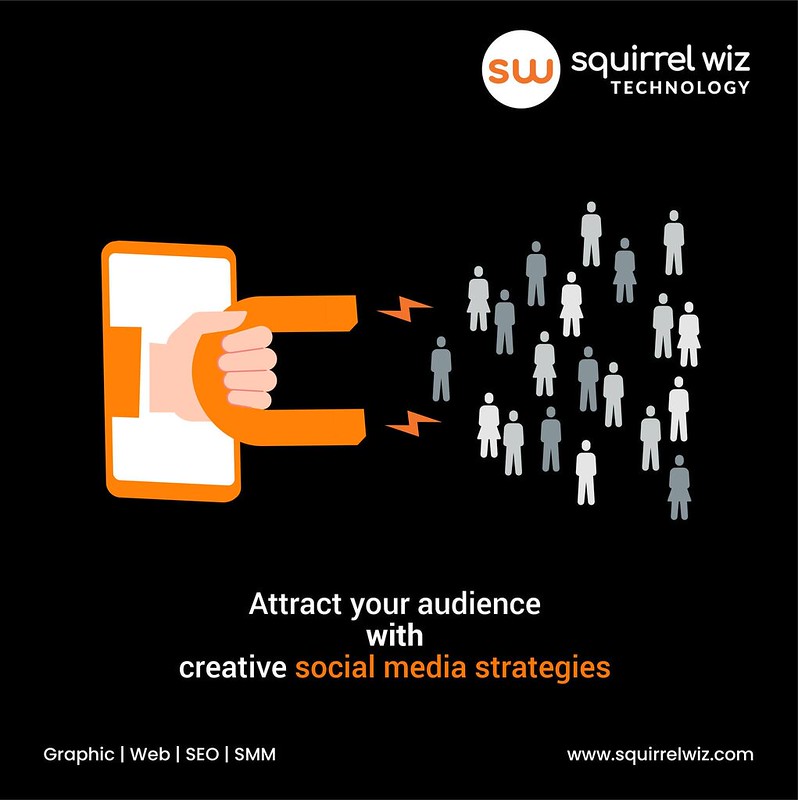 sw
squirrel wiz
TECHNOLOGY
Attract your audience
with
creative social media strategies
Graphic | Web | SEO | SMM
www.squirrelwiz.com